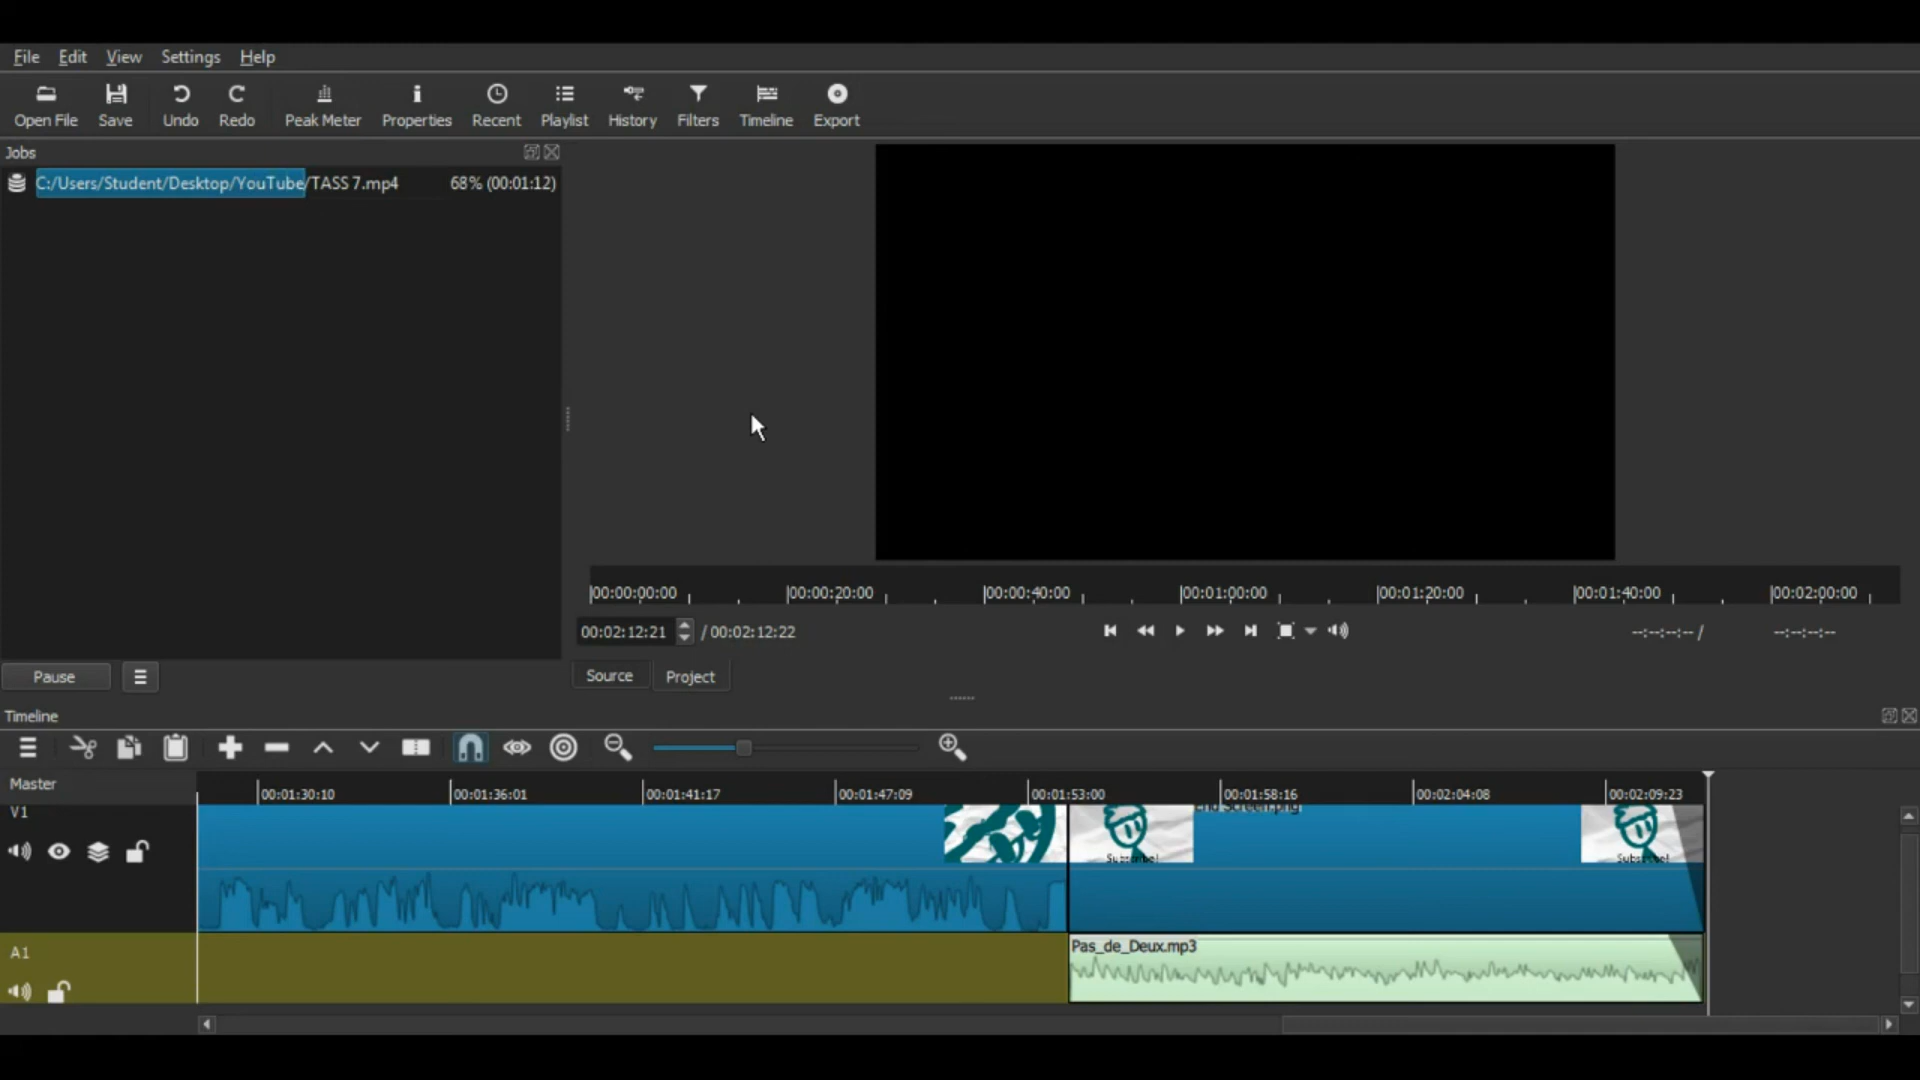 File Edit View Settings Help
Open File Save Undo Redo Peak Meter Properties Recent Playlist History Filters Timeline Export
Jobs
C:/Users/Student/Desktop/YouTube/TASS 7.mp4 68% (00:01:12)
00:00:00:00 00:00:20:00 00:00:40:00 00:01:00:00 00:01:20:00 00:01:40:00 00:02:00:00
00:02:12:21 / 00:02:12:22 --:--:--:-- / --:--:--:--
Pause Source Project
Timeline
Master 00:01:30:10 00:01:36:01 00:01:41:17 00:01:47:09 00:01:53:00 00:01:58:16 00:02:04:08 00:02:09:23
V1 End Screen.png
Subscribe! Subscribe!
A1 Pas_de_Deux.mp3